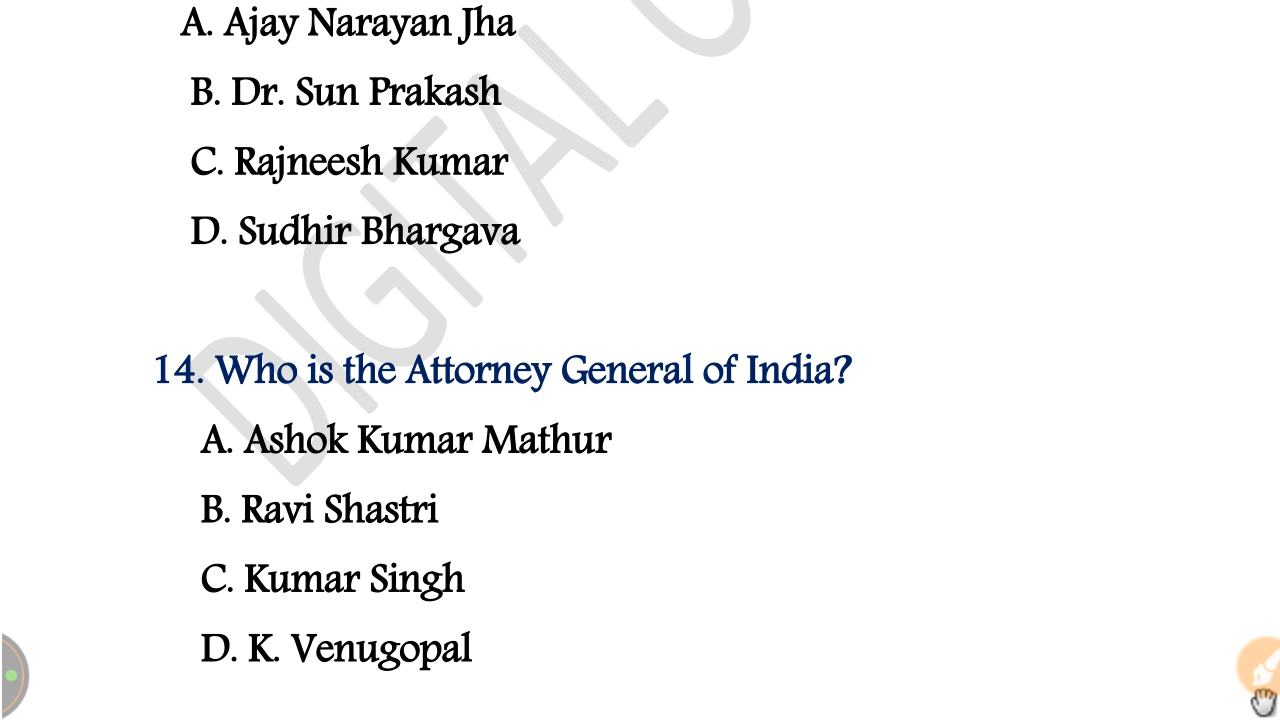 A. Ajay Narayan Jha
B. Dr. Sun Prakash
C. Rajneesh Kumar
D. Sudhir Bhargava
14. Who is the Attorney General of India?
A. Ashok Kumar Mathur
B. Ravi Shastri
C. Kumar Singh
D. K. Venugopal
DIGITAL